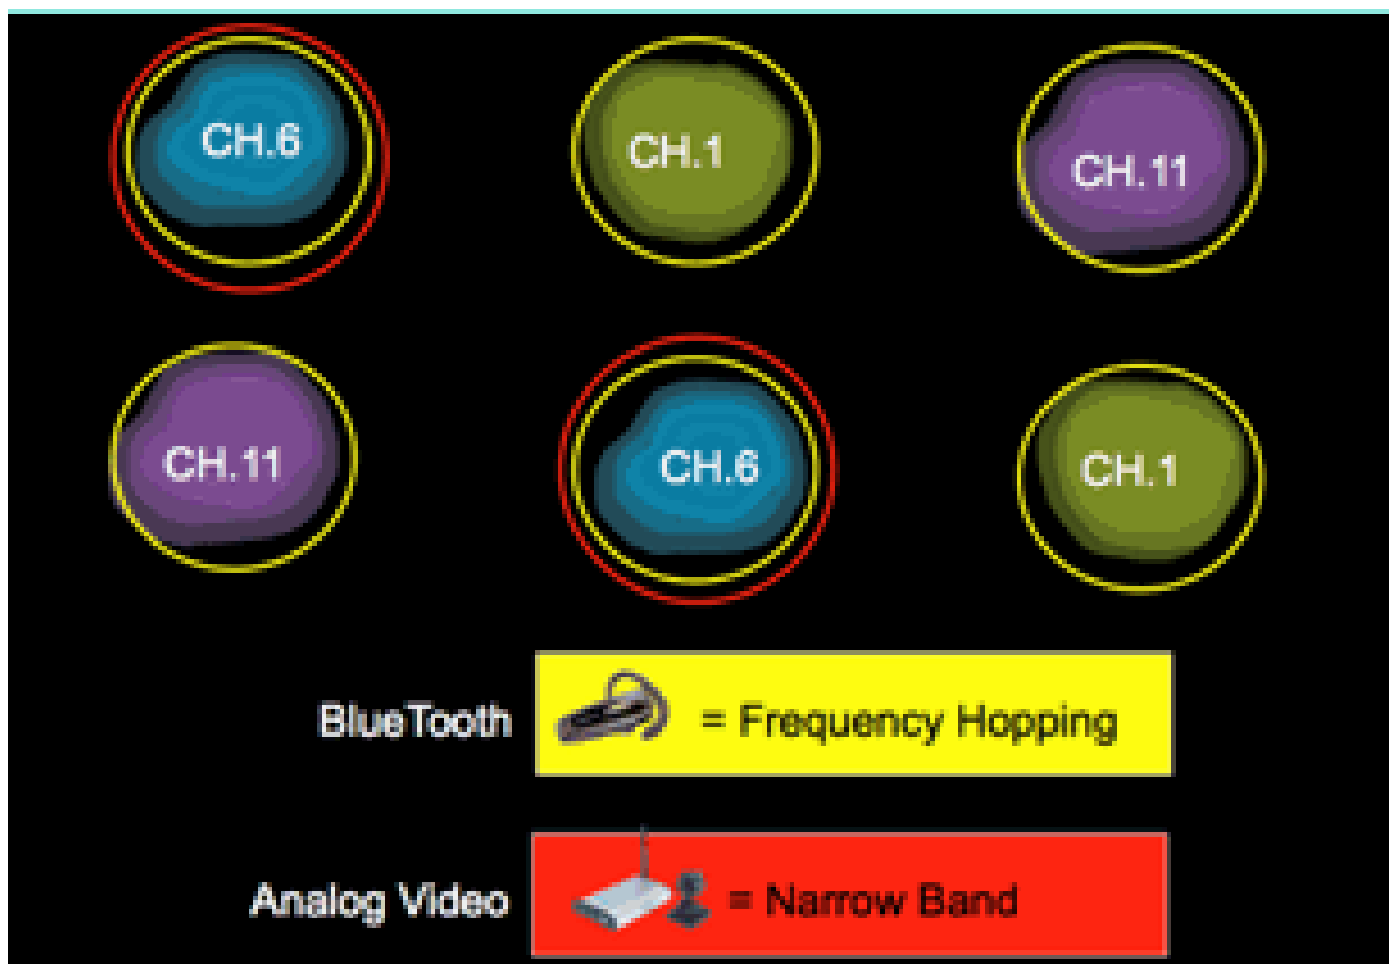 CH.6
CH.1
CH.11
CH.11
CH.6
CH.1
BlueTooth = Frequency Hopping
Analog Video = Narrow Band